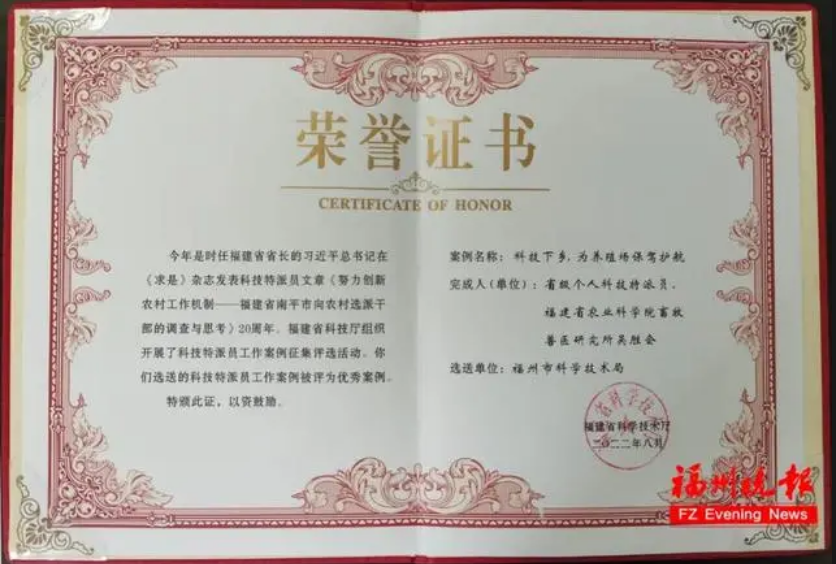 荣誉证书
CERTIFICATE OF HONOR
今年是时任福建省省长的习近平总书记在
《求是》杂志发表科技特派员文章《努力创新
农村工作机制——福建省南平市向农村选派干
部的调查与思考》20周年。福建省科技厅组织
开展了科技特派员工作案例征集评选活动。你
们选送的科技特派员工作案例被评为优秀案例。
特颁此证，以资鼓励。
案例名称：科技下乡，为养殖场保驾护航
完成人（单位）：省级个人科技特派员、
福建省农业科学院畜牧
兽医研究所吴胜会
选送单位：福州市科学技术局
福建省科学技术厅
二〇二二年八月
福州晚报
FZ Evening News